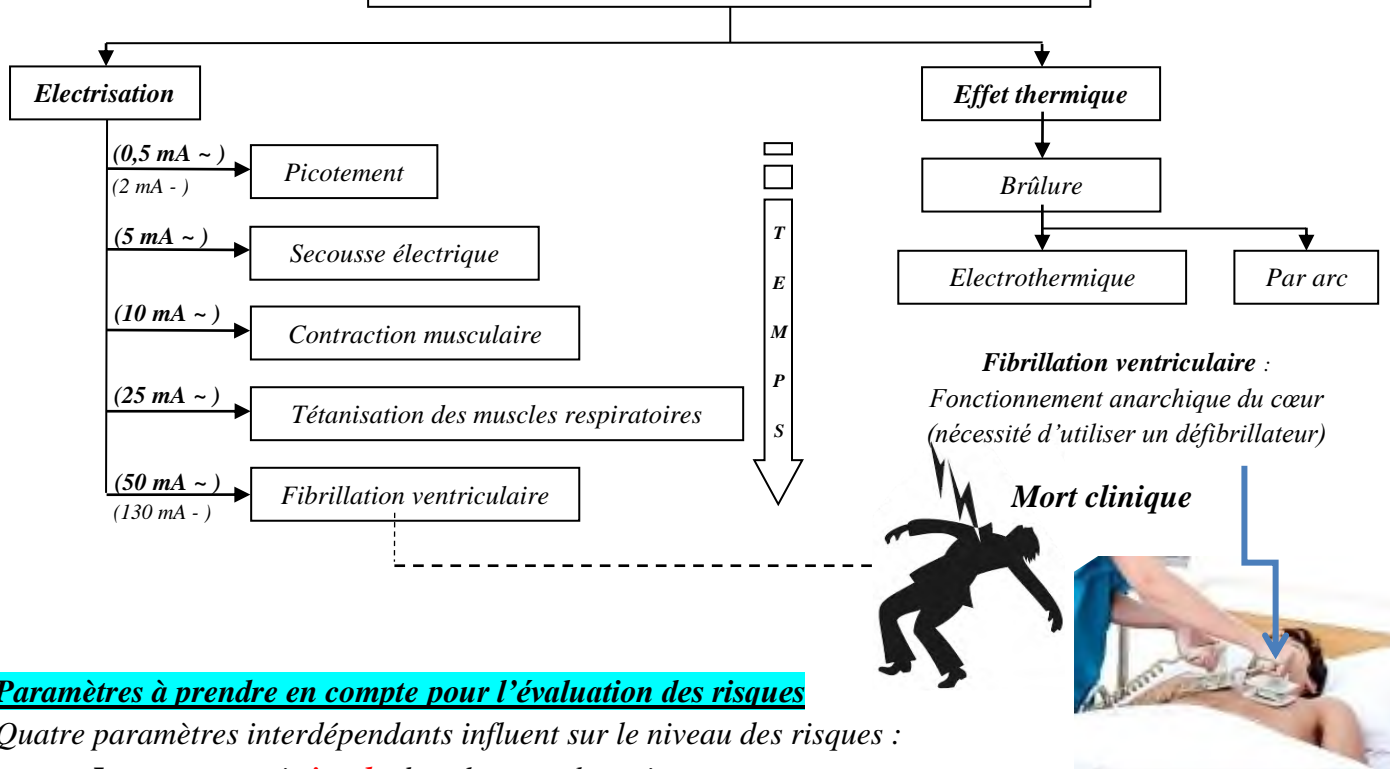 Electrisation
(0,5 mA ~ )
(2 mA - )
Picotement
(5 mA ~ )
Secousse électrique
(10 mA ~ )
Contraction musculaire
(25 mA ~ )
Tétanisation des muscles respiratoires
(50 mA ~ )
(130 mA - )
Fibrillation ventriculaire
T
E
M
P
S
Effet thermique
Brûlure
Electrothermique
Par arc
Fibrillation ventriculaire :
Fonctionnement anarchique du cœur
(nécessité d’utiliser un défibrillateur)
Mort clinique
Paramètres à prendre en compte pour l’évaluation des risques
Quatre paramètres interdépendants influent sur le niveau des risques :